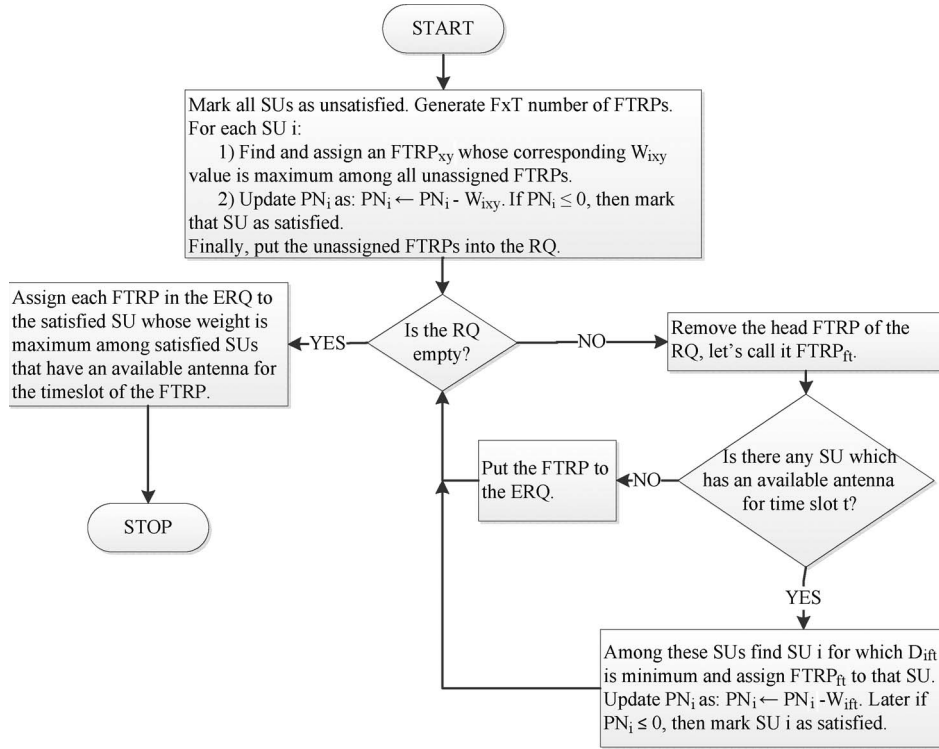 START
Mark all SUs as unsatisfied. Generate FxT number of FTRPs.
For each SU i:
1) Find and assign an FTRPxy whose corresponding Wixy
value is maximum among all unassigned FTRPs.
2) Update PNi as: PNi ← PNi - Wixy. If PNi ≤ 0, then mark
that SU as satisfied.
Finally, put the unassigned FTRPs into the RQ.
Assign each FTRP in the ERQ to
the satisfied SU whose weight is
maximum among satisfied SUs
that have an available antenna for
the timeslot of the FTRP.
YES
Is the RQ
empty?
NO
Remove the head FTRP of the
RQ, let’s call it FTRPft.
Is there any SU which
has an available antenna
for time slot t?
NO
Put the FTRP to
the ERQ.
STOP
YES
Among these SUs find SU i for which Dift
is minimum and assign FTRPft to that SU.
Update PNi as: PNi ← PNi -Wift. Later if
PNi ≤ 0, then mark SU i as satisfied.